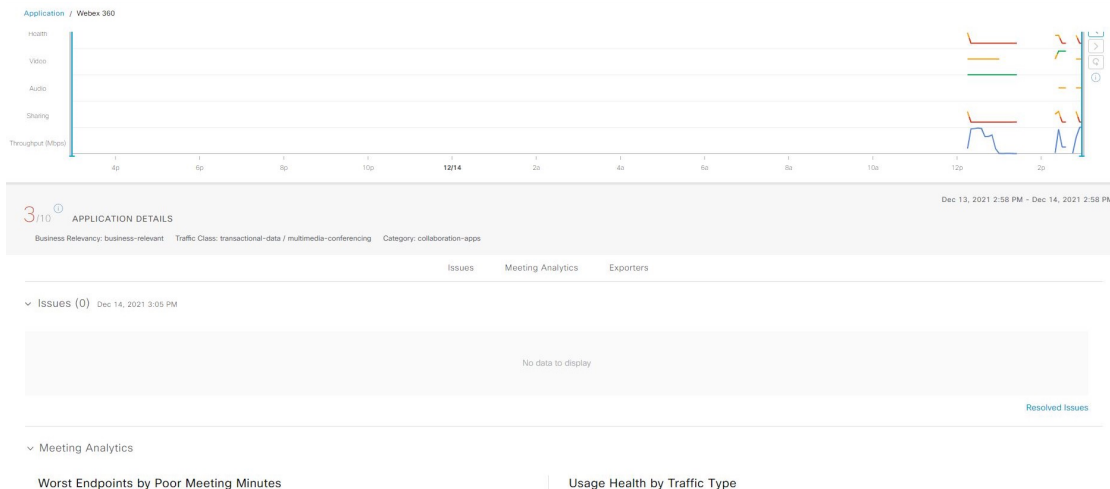 Application / Webex 360
Health
Video
Audio
Sharing
Throughput (Mbps)
4p 6p 8p 10p 12/14 2a 4a 6a 8a 10a 12p 2p
Dec 13, 2021 2:58 PM - Dec 14, 2021 2:58 PM
3/10 APPLICATION DETAILS
Business Relevancy: business-relevant Traffic Class: transactional-data / multimedia-conferencing Category: collaboration-apps
Issues Meeting Analytics Exporters
Issues (0) Dec 14, 2021 3:05 PM
No data to display
Resolved Issues
Meeting Analytics
Worst Endpoints by Poor Meeting Minutes Usage Health by Traffic Type